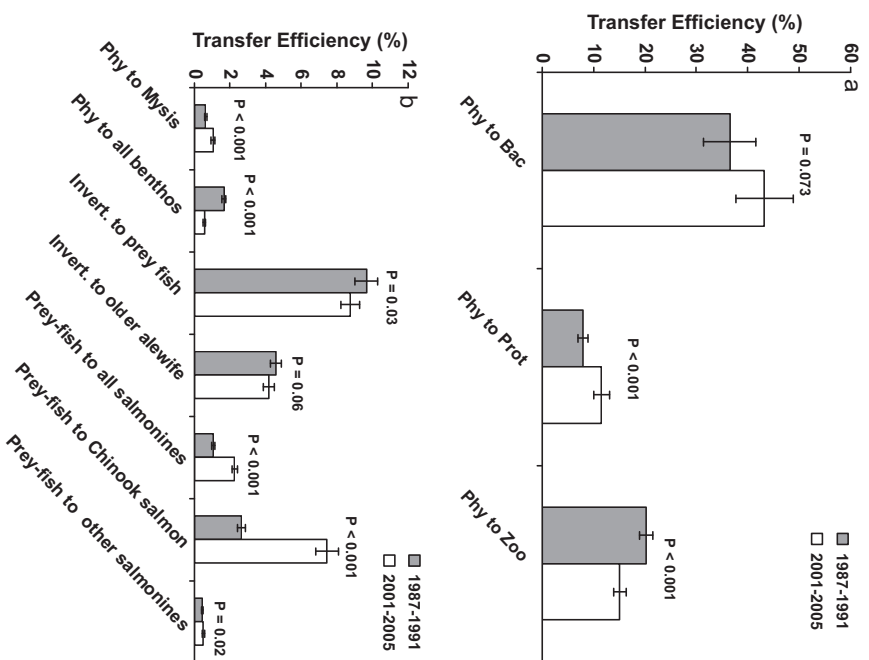 a
Transfer Efficiency (%)
60
50
40
30
20
10
0
P = 0.073
P < 0.001
P < 0.001
1987-1991
2001-2005
Phy to Bac
Phy to Prot
Phy to Zoo
b
Transfer Efficiency (%)
12
10
8
6
4
2
0
P < 0.001
P < 0.001
P = 0.03
P = 0.06
P < 0.001
P < 0.001
P = 0.02
1987-1991
2001-2005
Phy to Mysis
Phy to all benthos
Invert. to prey fish
Invert. to older alewife
Prey-fish to all salmonines
Prey-fish to Chinook salmon
Prey-fish to other salmonines